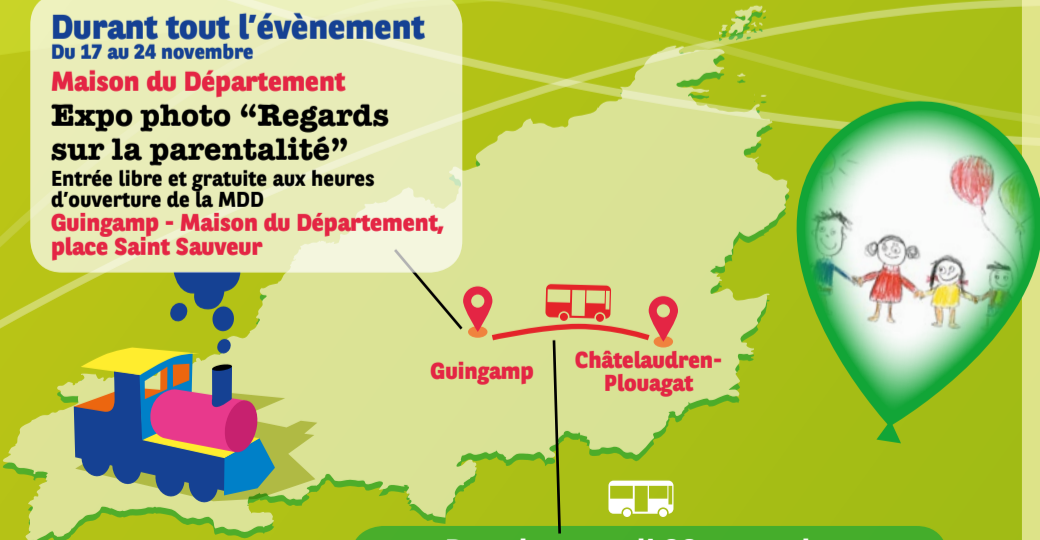 Durant tout l'évènement
Du 17 au 24 novembre
Maison du Département
Expo photo “Regards
sur la parentalité”
Entrée libre et gratuite aux heures
d'ouverture de la MDD
Guingamp - Maison du Département,
place Saint Sauveur
Guingamp
Châtelaudren-
Plouagat